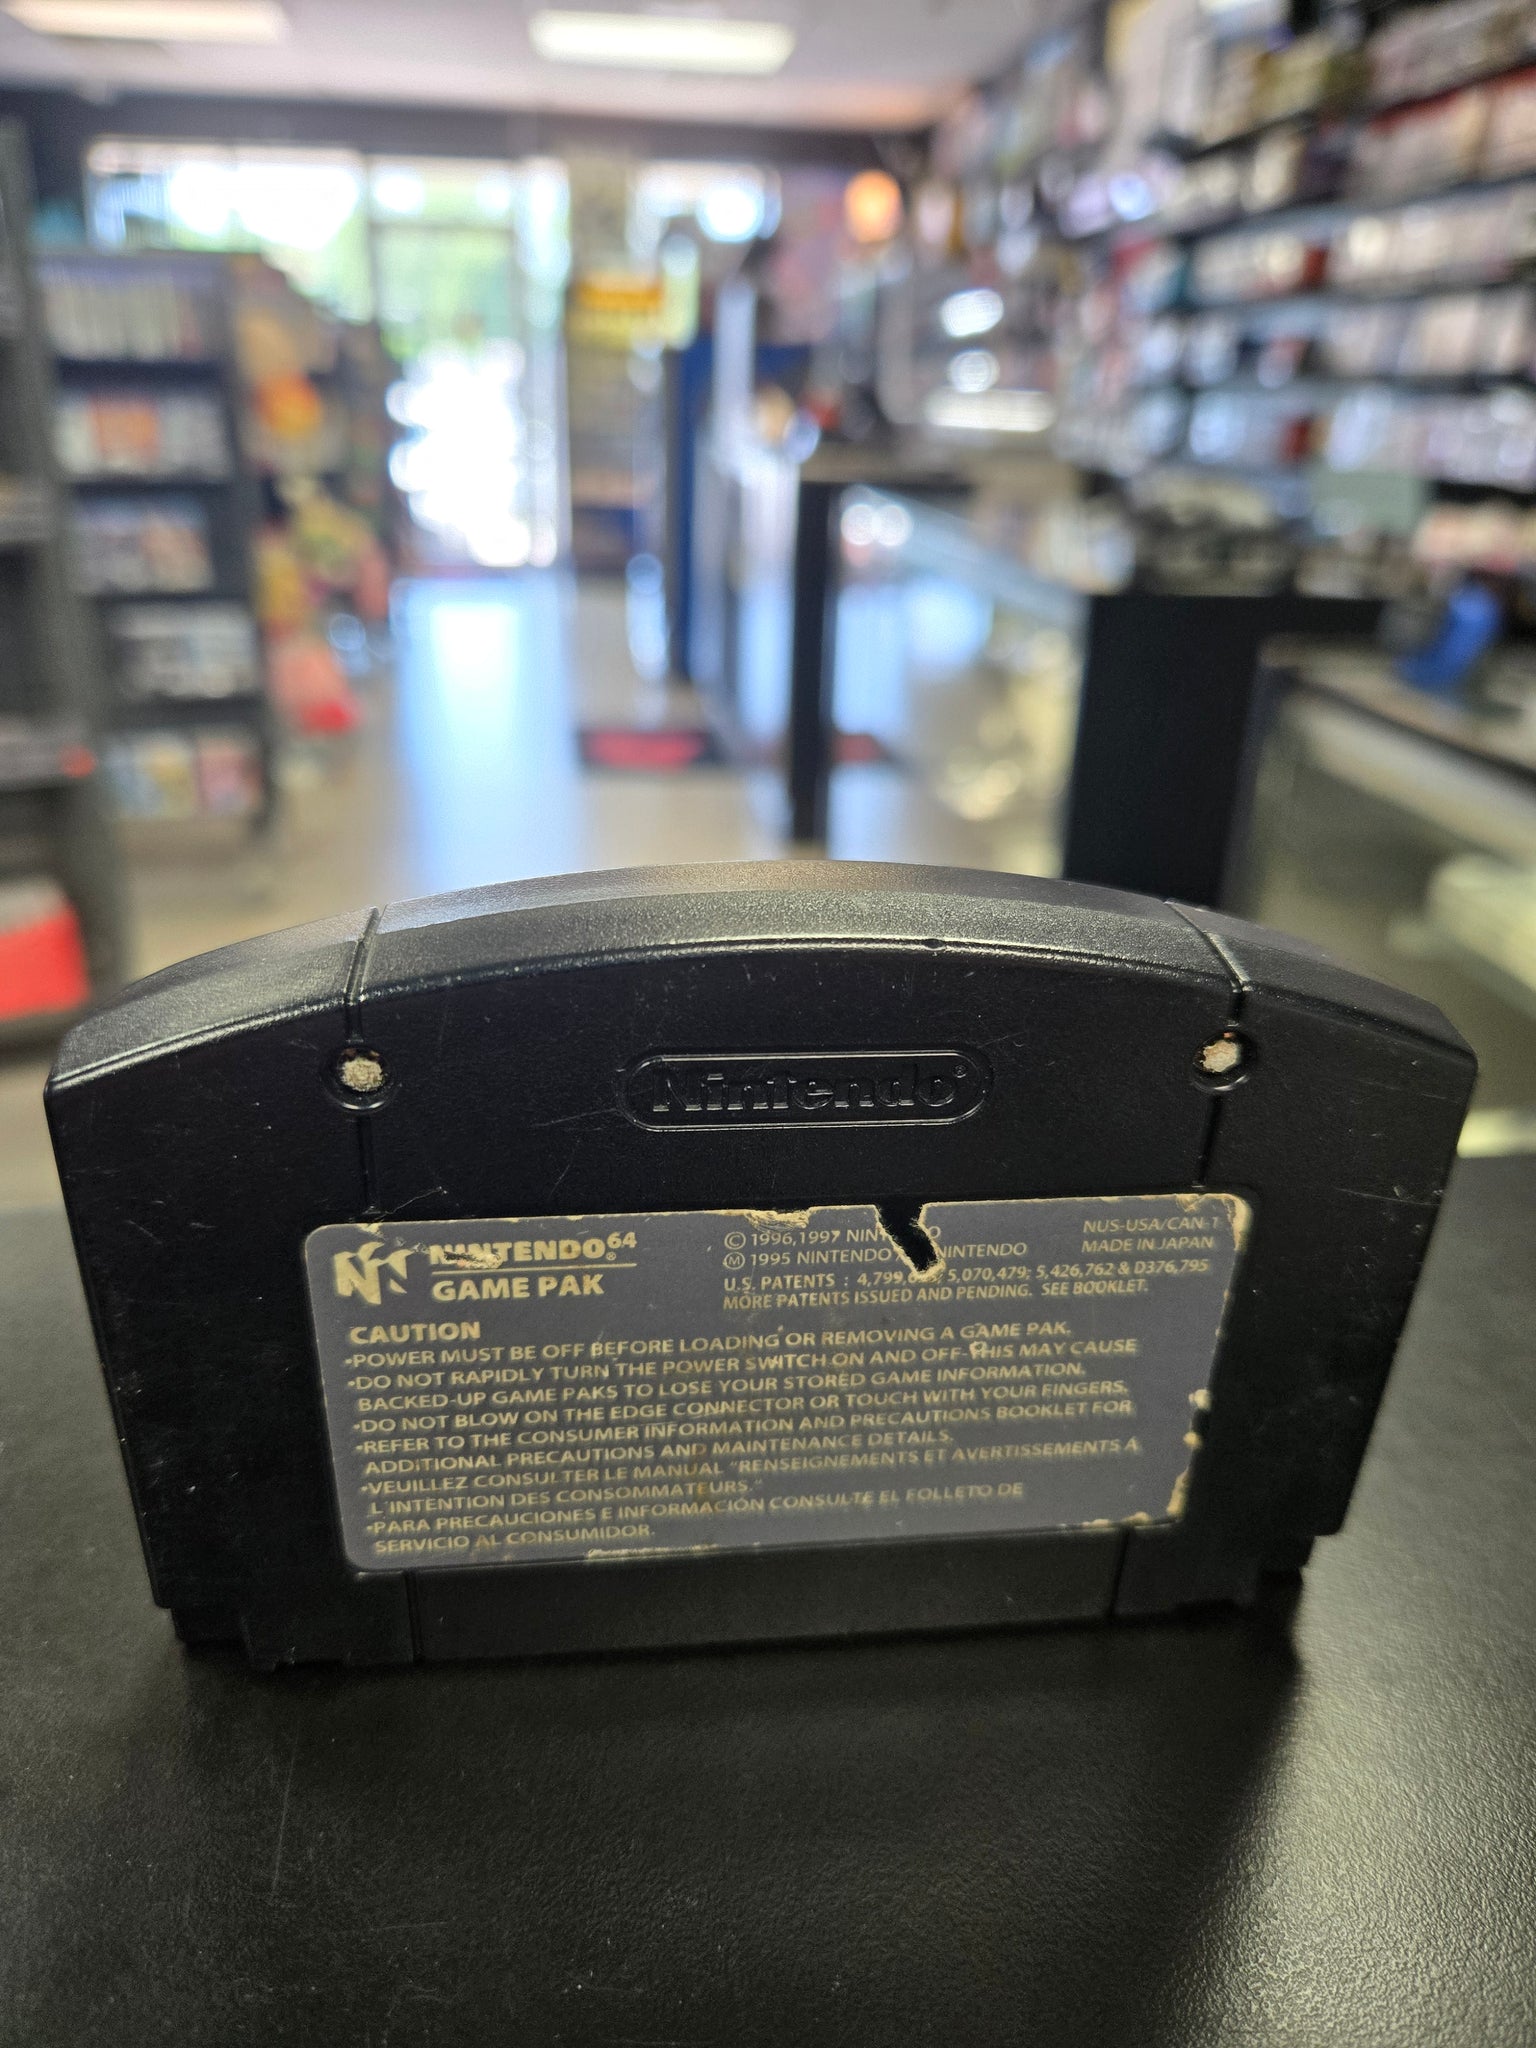 Nintendo®
NINTENDO®64
GAME PAK
© 1996,1997 NINTENDO
Ⓜ 1995 NINTENDO NINTENDO
U.S. PATENTS : 5,070,479; 5,426,762 & D376,795
MORE PATENTS ISSUED AND PENDING. SEE BOOKLET.
NUS-USA/CAN-1
MADE IN JAPAN
CAUTION
•POWER MUST BE OFF BEFORE LOADING OR REMOVING A GAME PAK.
•DO NOT RAPIDLY TURN THE POWER SWITCH ON AND OFF-THIS MAY CAUSE
BACKED-UP GAME PAKS TO LOSE YOUR STORED GAME INFORMATION.
•DO NOT BLOW ON THE EDGE CONNECTOR OR TOUCH WITH YOUR FINGERS.
•REFER TO THE CONSUMER INFORMATION AND PRECAUTIONS BOOKLET FOR
ADDITIONAL PRECAUTIONS AND MAINTENANCE DETAILS.
•VEUILLEZ CONSULTER LE MANUAL "RENSEIGNEMENTS ET AVERTISSEMENTS A
L'INTENTION DES CONSOMMATEURS."
•PARA PRECAUCIONES E INFORMACIÓN CONSULTE EL FOLLETO DE
SERVICIO AL CONSUMIDOR.